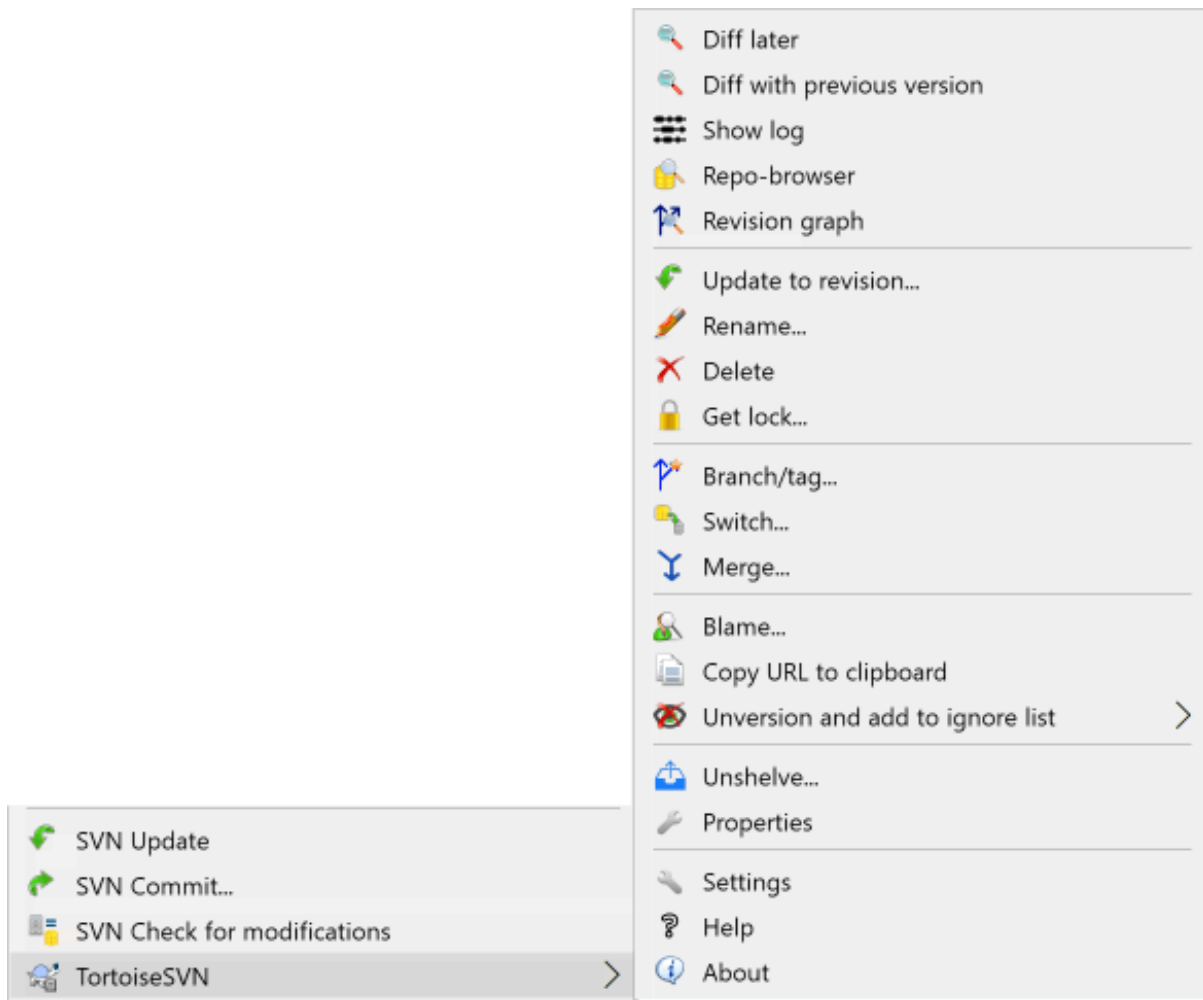 Diff later
Diff with previous version
Show log
Repo-browser
Revision graph
Update to revision...
Rename...
Delete
Get lock...
Branch/tag...
Switch...
Merge...
Blame...
Copy URL to clipboard
Unversion and add to ignore list
Unshelve...
Properties
Settings
Help
About
SVN Update
SVN Commit...
SVN Check for modifications
TortoiseSVN